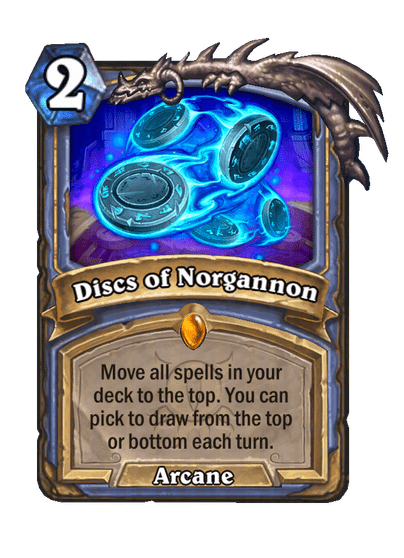 2
Discs of Norgannon
Move all spells in your
deck to the top. You can
pick to draw from the top
or bottom each turn.
Arcane